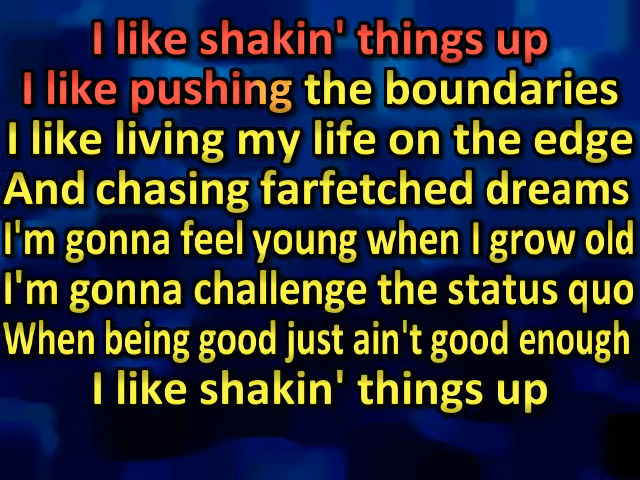 I like shakin' things up
I like pushing the boundaries
I like living my life on the edge
And chasing farfetched dreams
I'm gonna feel young when I grow old
I'm gonna challenge the status quo
When being good just ain't good enough
I like shakin' things up